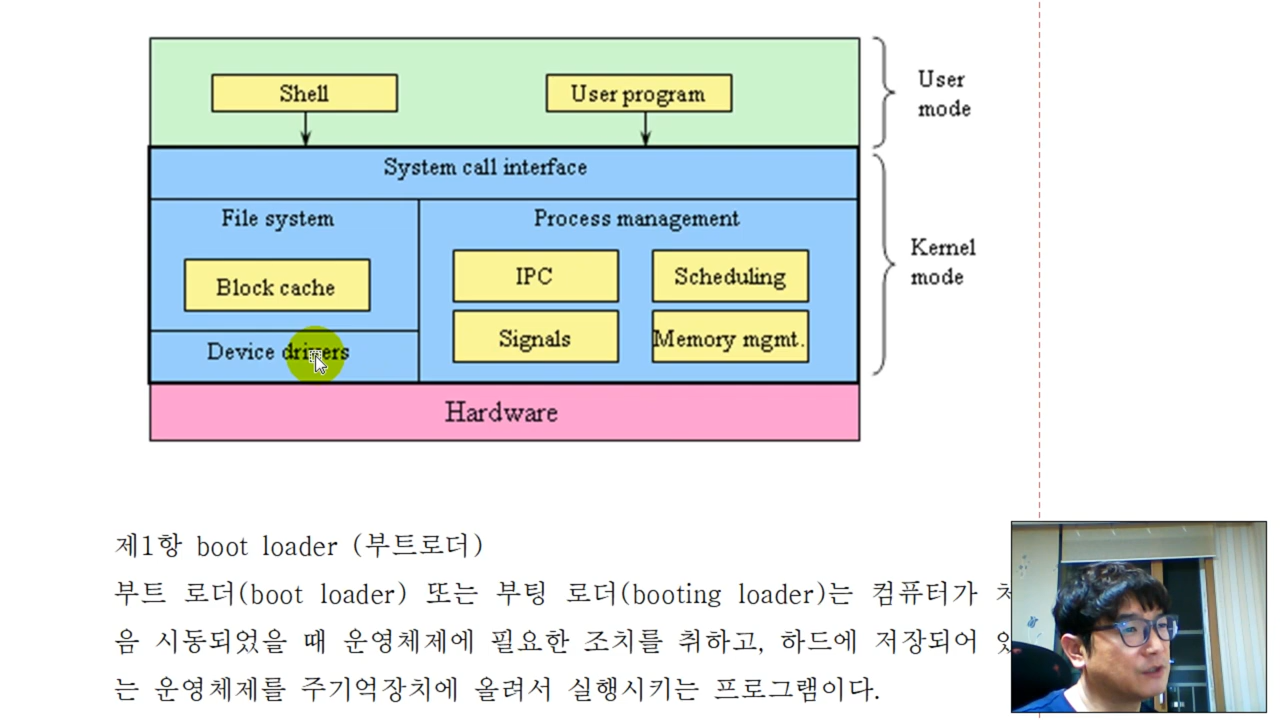 Shell
User program
User
mode
System call interface
File system
Process management
Block cache
IPC
Scheduling
Kernel
mode
Device drivers
Signals
Memory mgmt.
Hardware
제1항 boot loader (부트로더)
부트 로더(boot loader) 또는 부팅 로더(booting loader)는 컴퓨터가
음 시동되었을 때 운영체제에 필요한 조치를 취하고, 하드에 저장되어
는 운영체제를 주기억장치에 올려서 실행시키는 프로그램이다.